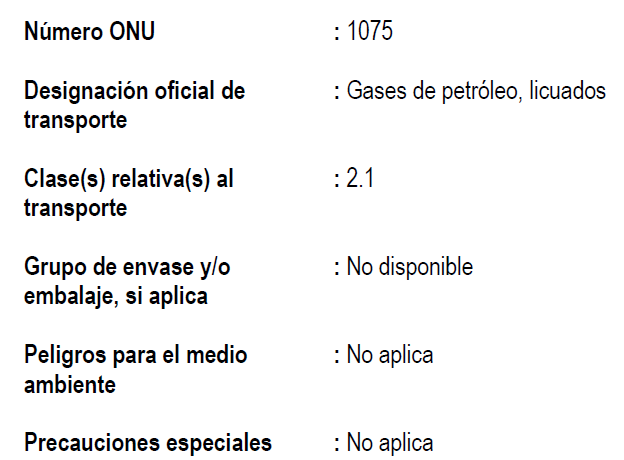 Número ONU : 1075
Designación oficial de : Gases de petróleo, licuados
transporte
Clase(s) relativa(s) al : 2.1
transporte
Grupo de envase y/o : No disponible
embalaje, si aplica
Peligros para el medio : No aplica
ambiente
Precauciones especiales : No aplica